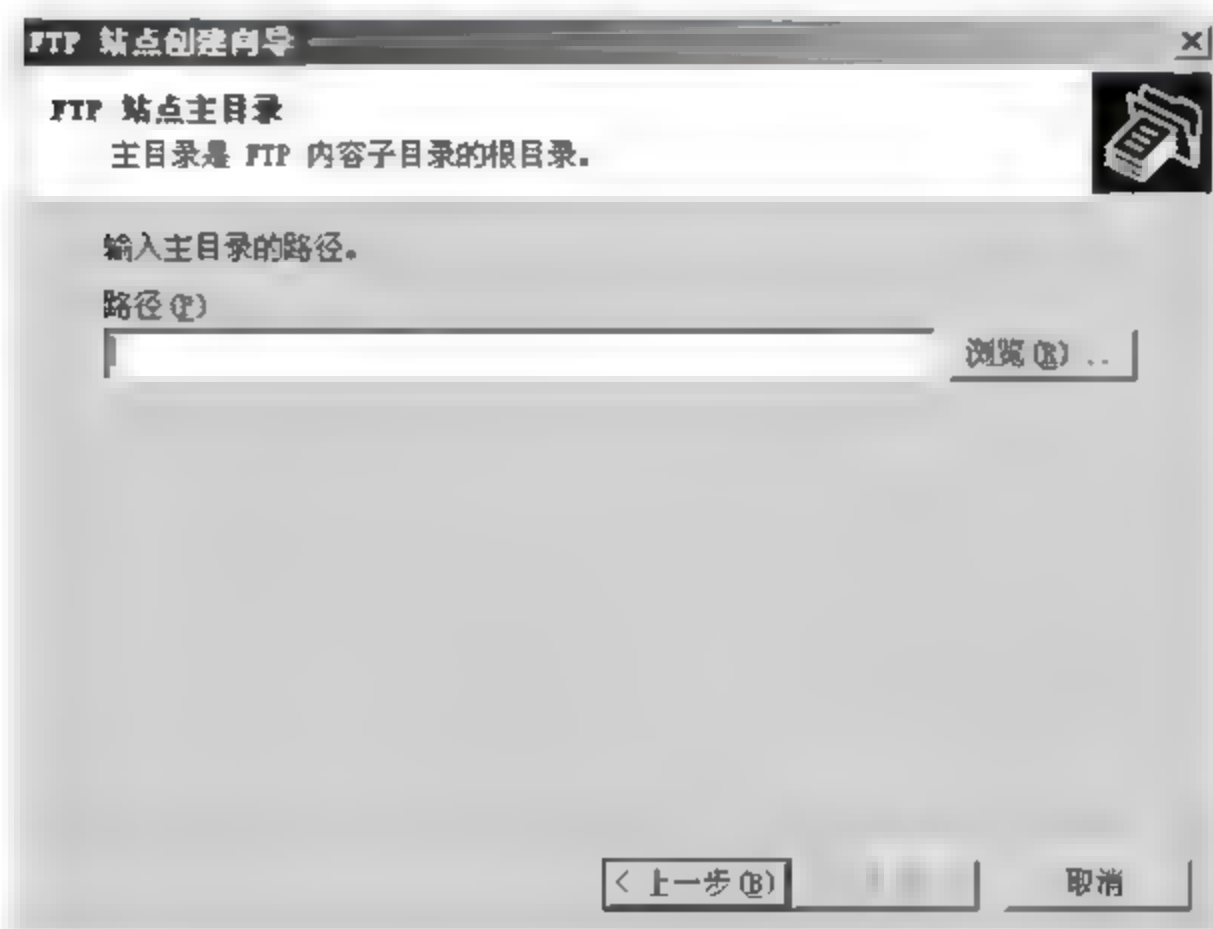 FTP 站点创建向导
FTP 站点主目录
主目录是 FTP 内容子目录的根目录。
输入主目录的路径。
路径(P)
浏览(R)..
< 上一步(B)
取消